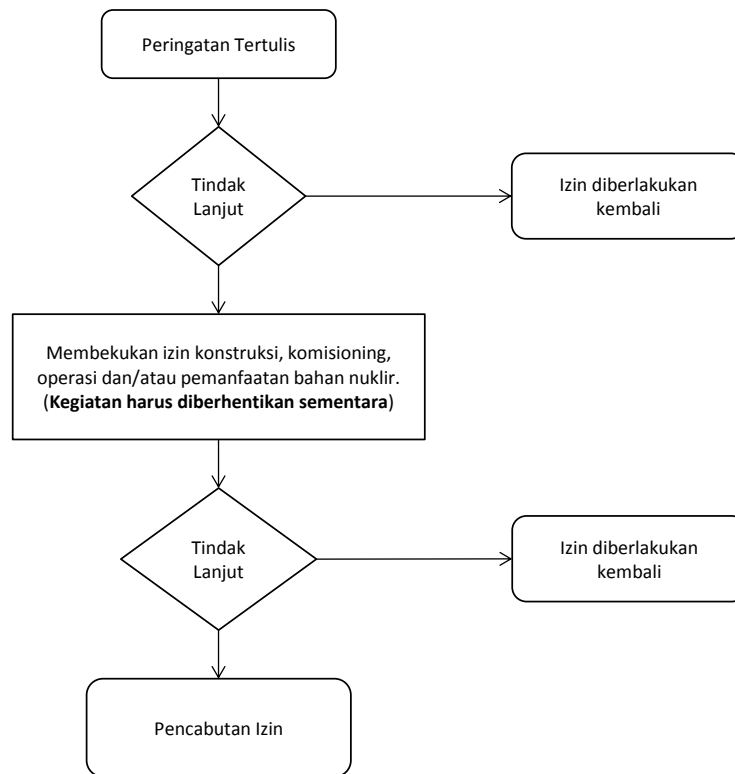 Peringatan Tertulis
Tindak
Lanjut
Izin diberlakukan
kembali
Membekukan izin konstruksi, komisioning,
operasi dan/atau pemanfaatan bahan nuklir.
(Kegiatan harus diberhentikan sementara)
Tindak
Lanjut
Izin diberlakukan
kembali
Pencabutan Izin